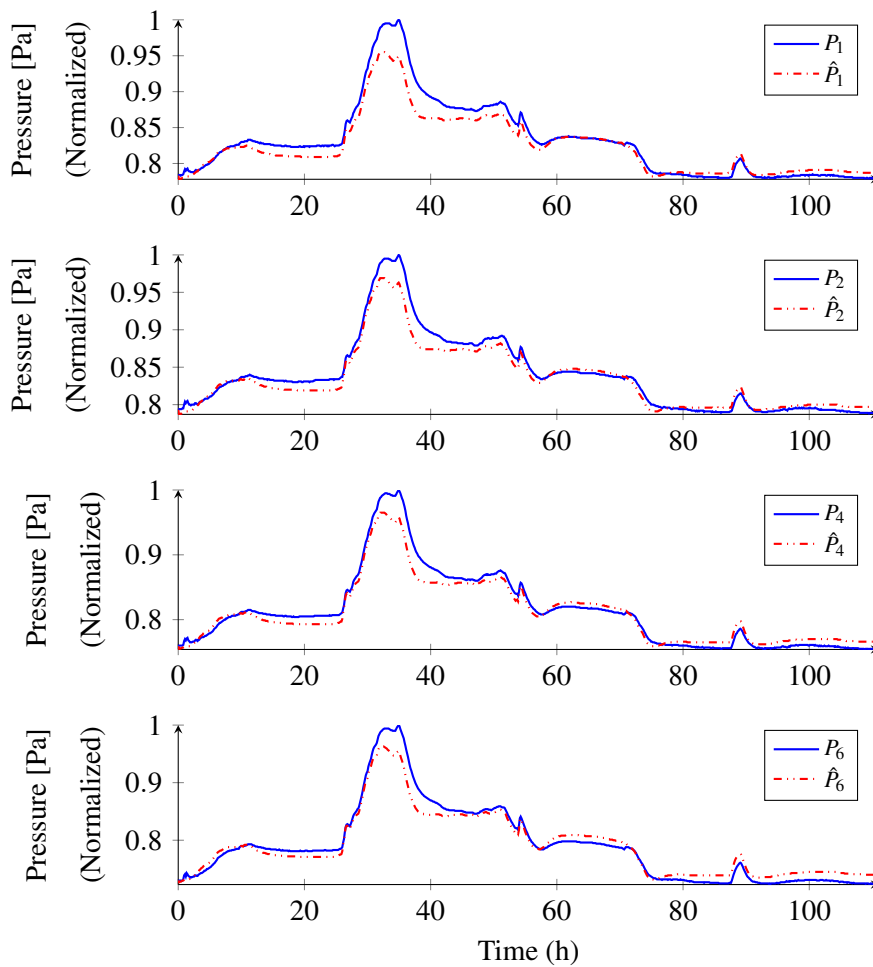 Pressure [Pa]
(Normalized)
1
0.95
0.9
0.85
0.8
P₁
P̂₁
0 20 40 60 80 100
Pressure [Pa]
(Normalized)
1
0.95
0.9
0.85
0.8
P₂
P̂₂
0 20 40 60 80 100
Pressure [Pa]
(Normalized)
1
0.9
0.8
P₄
P̂₄
0 20 40 60 80 100
Pressure [Pa]
(Normalized)
1
0.9
0.8
P₆
P̂₆
0 20 40 60 80 100
Time (h)